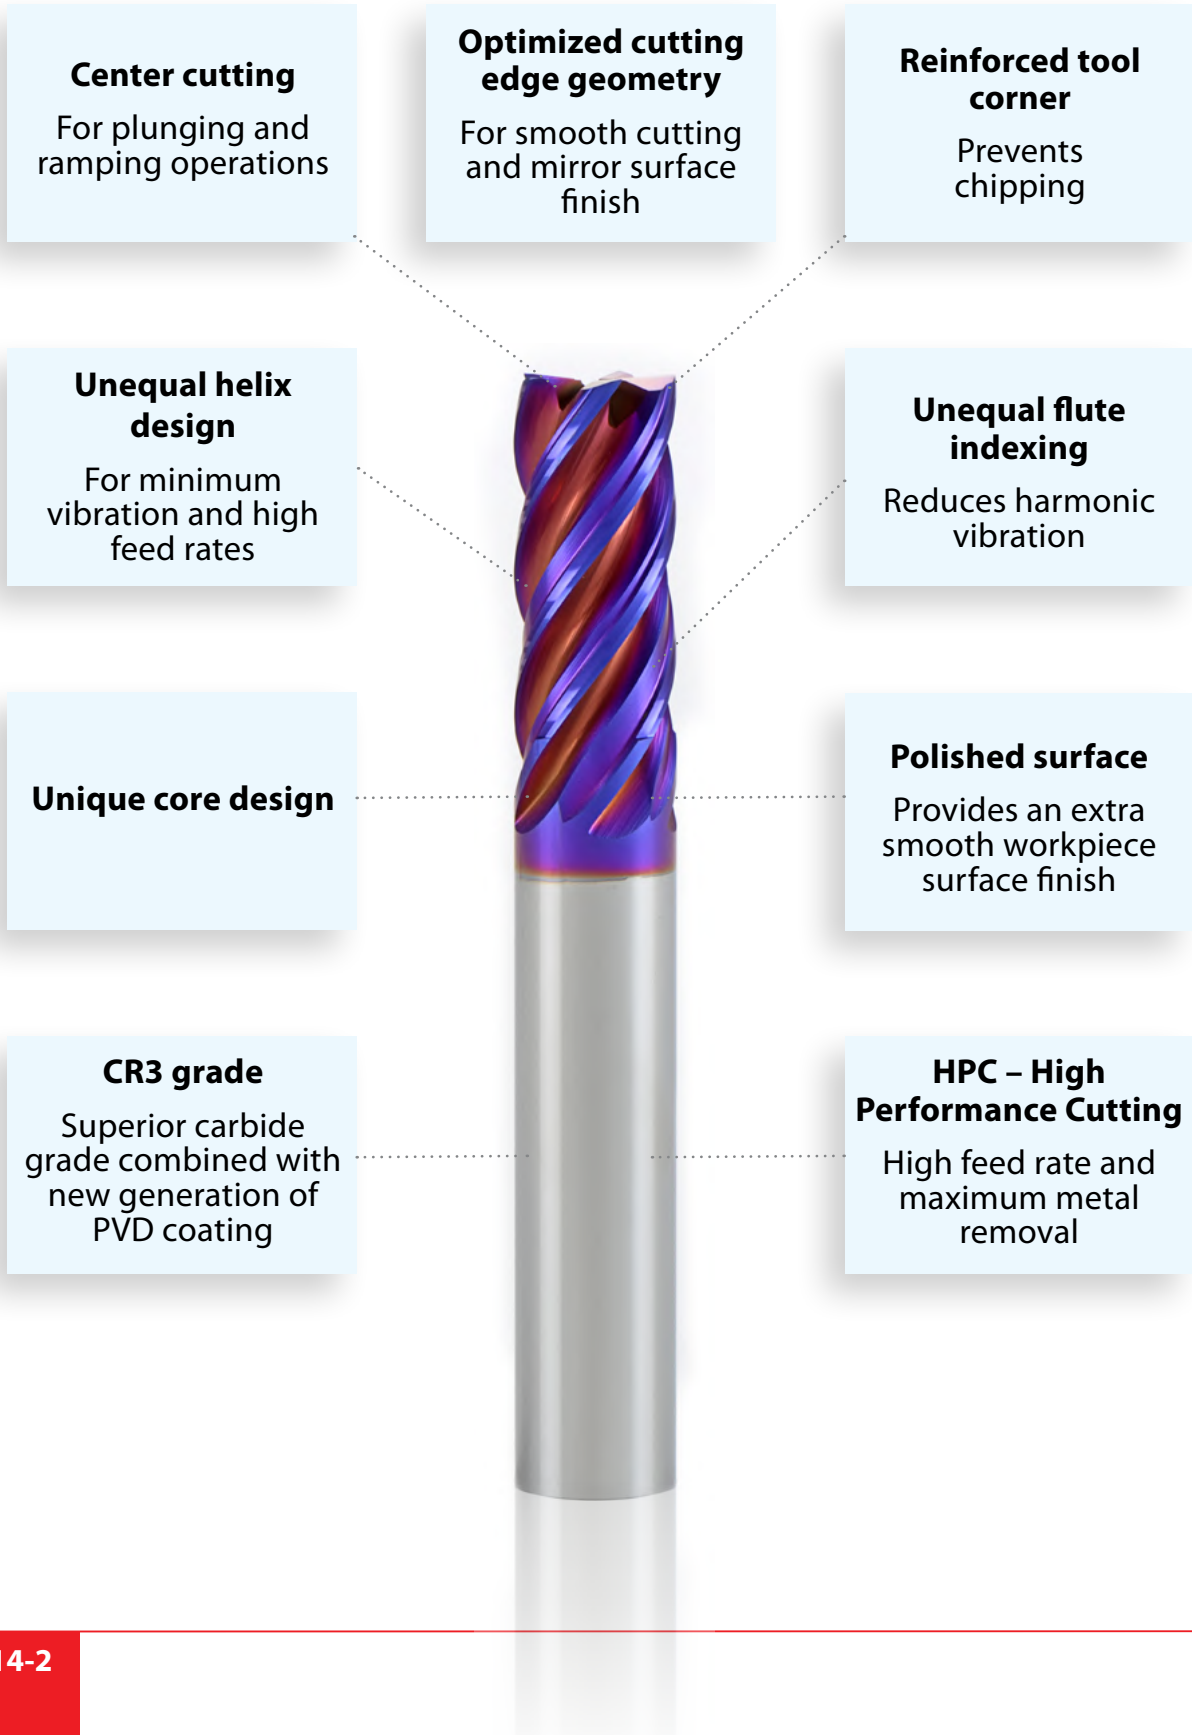 Center cutting
For plunging and
ramping operations
Optimized cutting
edge geometry
For smooth cutting
and mirror surface
finish
Reinforced tool
corner
Prevents
chipping
Unequal helix
design
For minimum
vibration and high
feed rates
Unequal flute
indexing
Reduces harmonic
vibration
Unique core design
Polished surface
Provides an extra
smooth workpiece
surface finish
CR3 grade
Superior carbide
grade combined with
new generation of
PVD coating
HPC – High
Performance Cutting
High feed rate and
maximum metal
removal
14-2